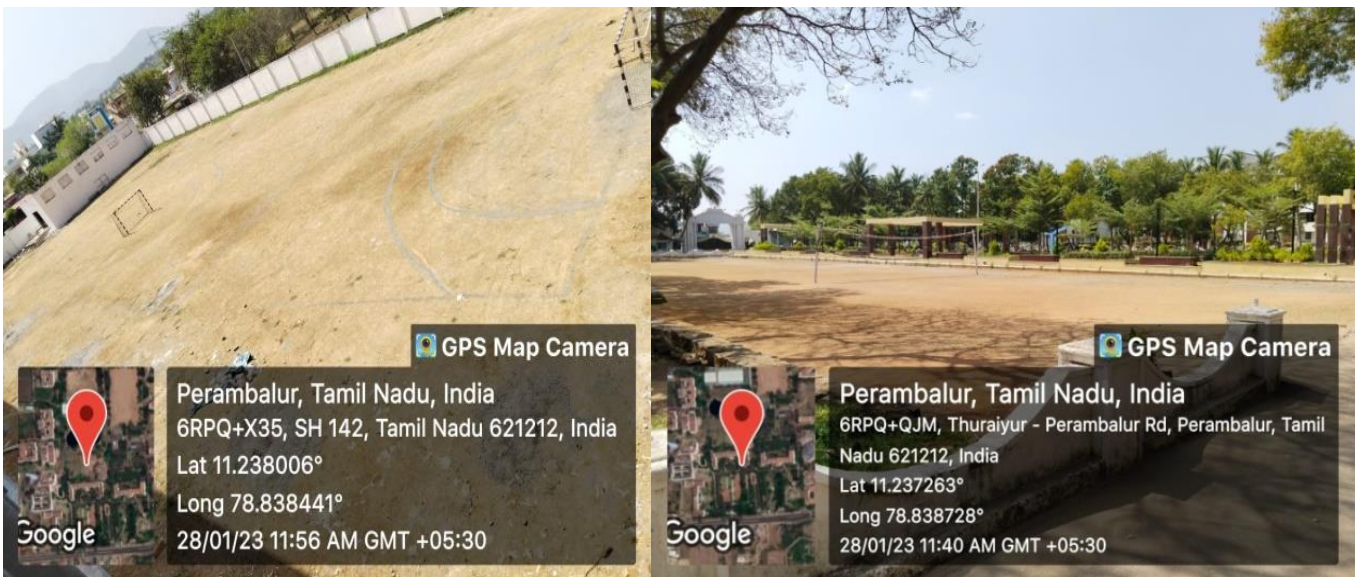 GPS Map Camera
Perambalur, Tamil Nadu, India
6RPQ+X35, SH 142, Tamil Nadu 621212, India
Lat 11.238006°
Long 78.838441°
28/01/23 11:56 AM GMT +05:30
Google
GPS Map Camera
Perambalur, Tamil Nadu, India
6RPQ+QJM, Thuraiyur - Perambalur Rd, Perambalur, Tamil
Nadu 621212, India
Lat 11.237263°
Long 78.838728°
28/01/23 11:40 AM GMT +05:30
Google